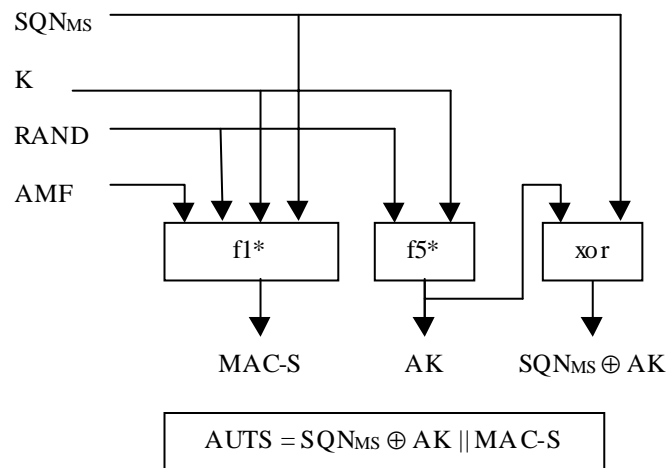 SQNMS
K
RAND
AMF
f1* f5* xor
MAC-S AK SQNMS ⊕ AK
AUTS = SQNMS ⊕ AK || MAC-S